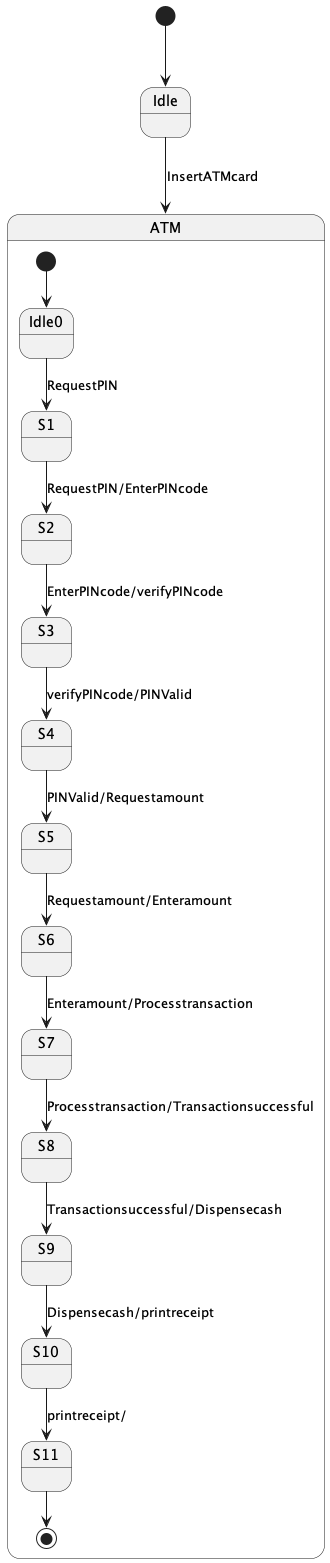 Idle
InsertATMcard
ATM
Idle0
RequestPIN
S1
RequestPIN/EnterPINcode
S2
EnterPINcode/verifyPINcode
S3
verifyPINcode/PINValid
S4
PINValid/Requestamount
S5
Requestamount/Enteramount
S6
Enteramount/Processtransaction
S7
Processtransaction/Transactionsuccessful
S8
Transactionsuccessful/Dispensecash
S9
Dispensecash/printreceipt
S10
printreceipt/
S11